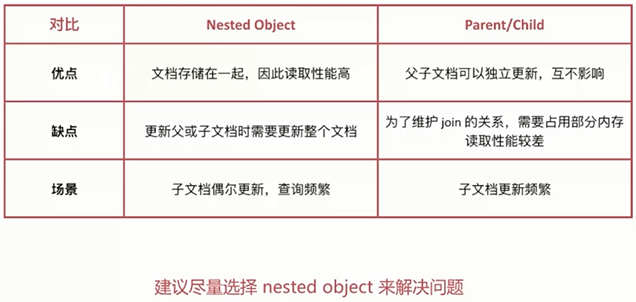 对比 Nested Object Parent/Child
优点 文档存储在一起，因此读取性能高 父子文档可以独立更新，互不影响
缺点 更新父或子文档时需要更新整个文档 为了维护 join 的关系，需要占用部分内存
读取性能较差
场景 子文档偶尔更新，查询频繁 子文档更新频繁
建议尽量选择 nested object 来解决问题